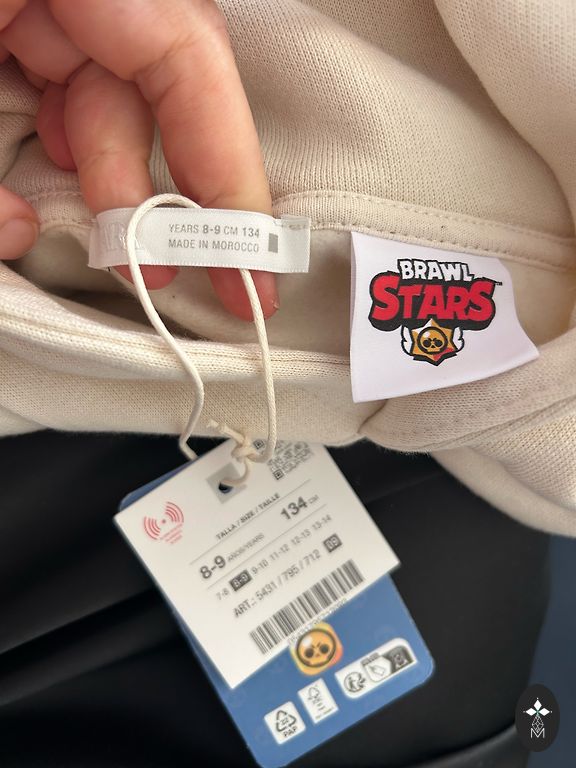 YEARS 8-9 CM 134
MADE IN MOROCCO
BRAWL
STARS
TALLA / SIZE / TAILLE
8-9 AÑOS/YEARS
134 CM
7-8 8-9 9-10 11-12 12-13 13-14
ART.: 5431 / 795 / 712 09
PAP
M